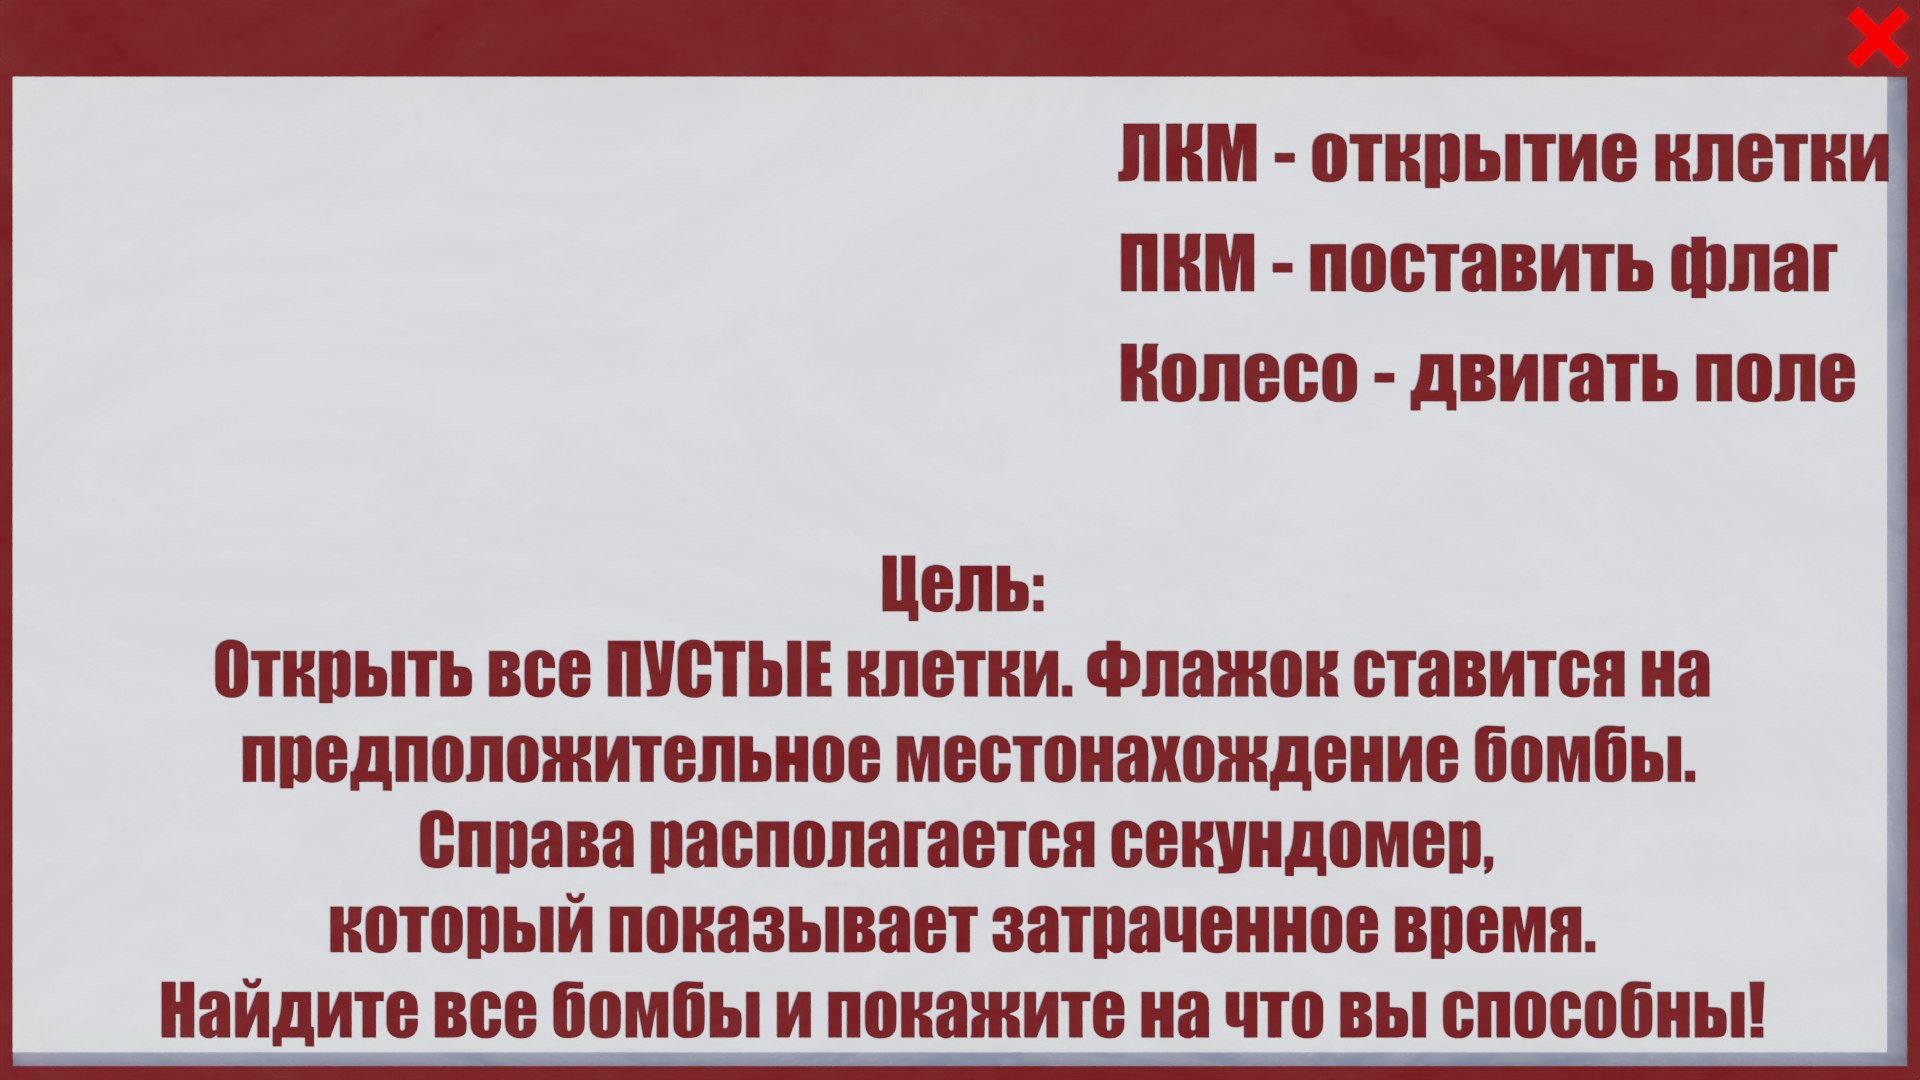 ЛКМ - открытие клетки
ПКМ - поставить флаг
Колесо - двигать поле
Цель:
Открыть все ПУСТЫЕ клетки. Флажок ставится на
предположительное местонахождение бомбы.
Справа располагается секундомер,
который показывает затраченное время.
Найдите все бомбы и покажите на что вы способны!